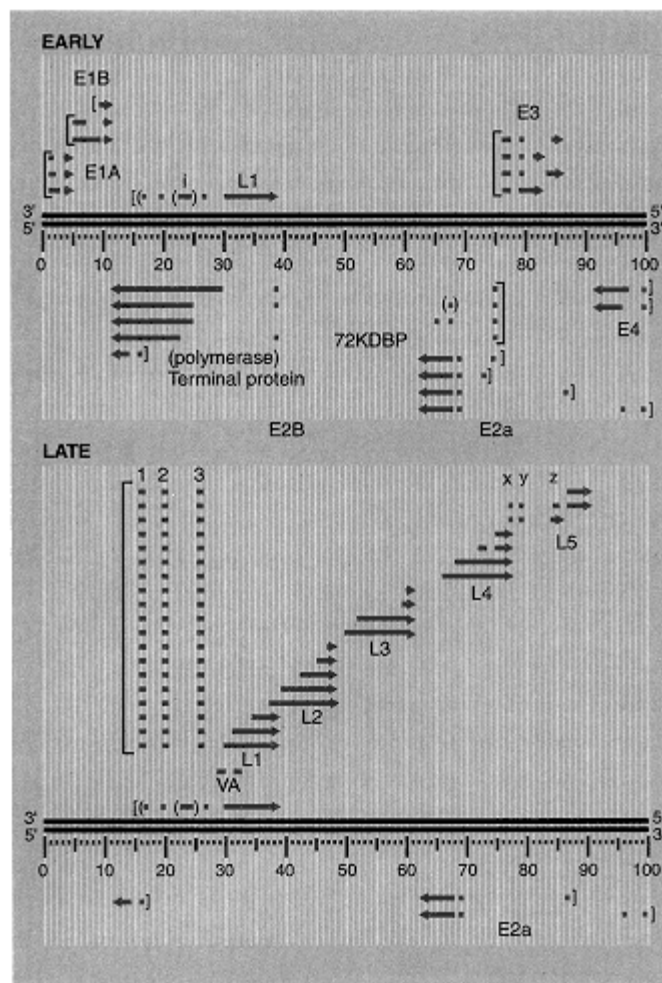 EARLY
E1B
E3
E1A
i
L1
[( ( )
3' 5'
5' 3'
0 10 20 30 40 50 60 70 80 90 100
( )
72KDBP
E4
(polymerase)
Terminal protein
E2B E2a
LATE
1 2 3 x y z
L5
L4
L3
L2
L1
VA
[( ( )
3' 5'
5' 3
0 10 20 30 40 50 60 70 80 90 100
E2a